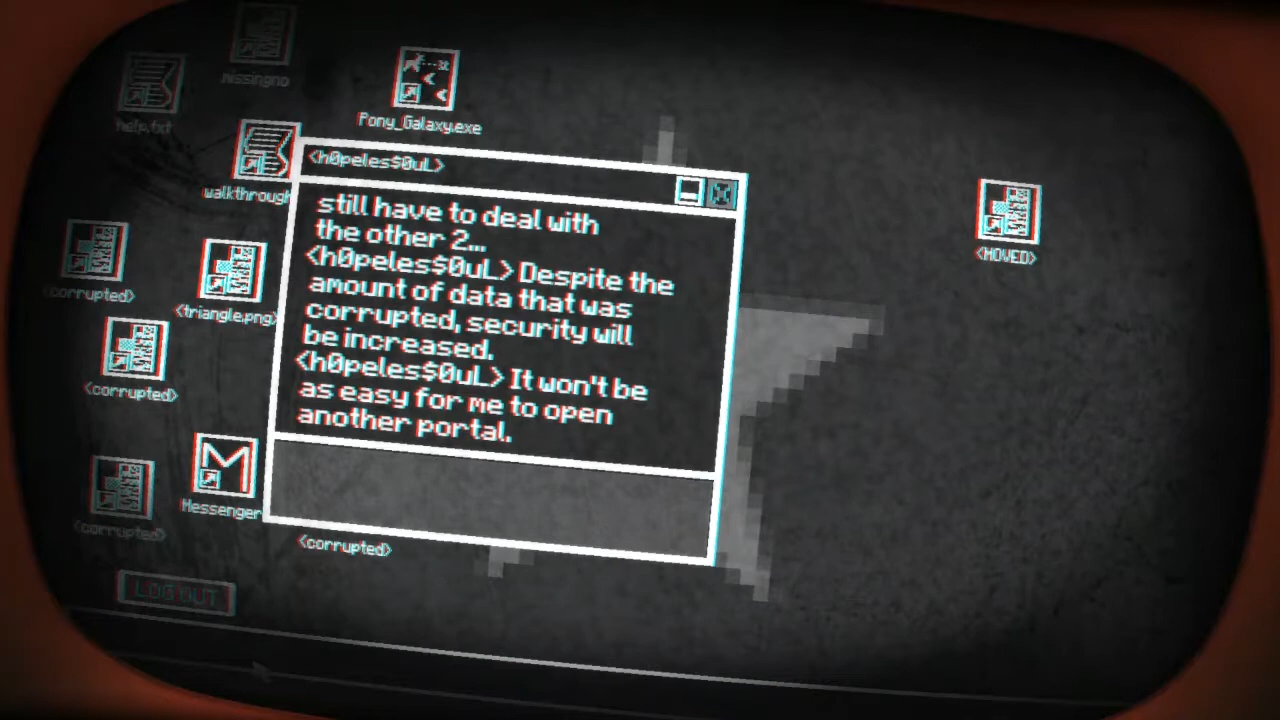 nissingno
help.txt
Pony_Galaxy.exe
walkthrough
<h0peles$0uL>
still have to deal with
the other 2...
<h0peles$0uL> Despite the
amount of data that was
corrupted, security will
be increased.
<h0peles$0uL> It won't be
as easy for me to open
another portal.
<MOVED>
<corrupted>
<triangle.png>
<corrupted>
Messenger
<corrupted>
<corrupted>
LOG OUT